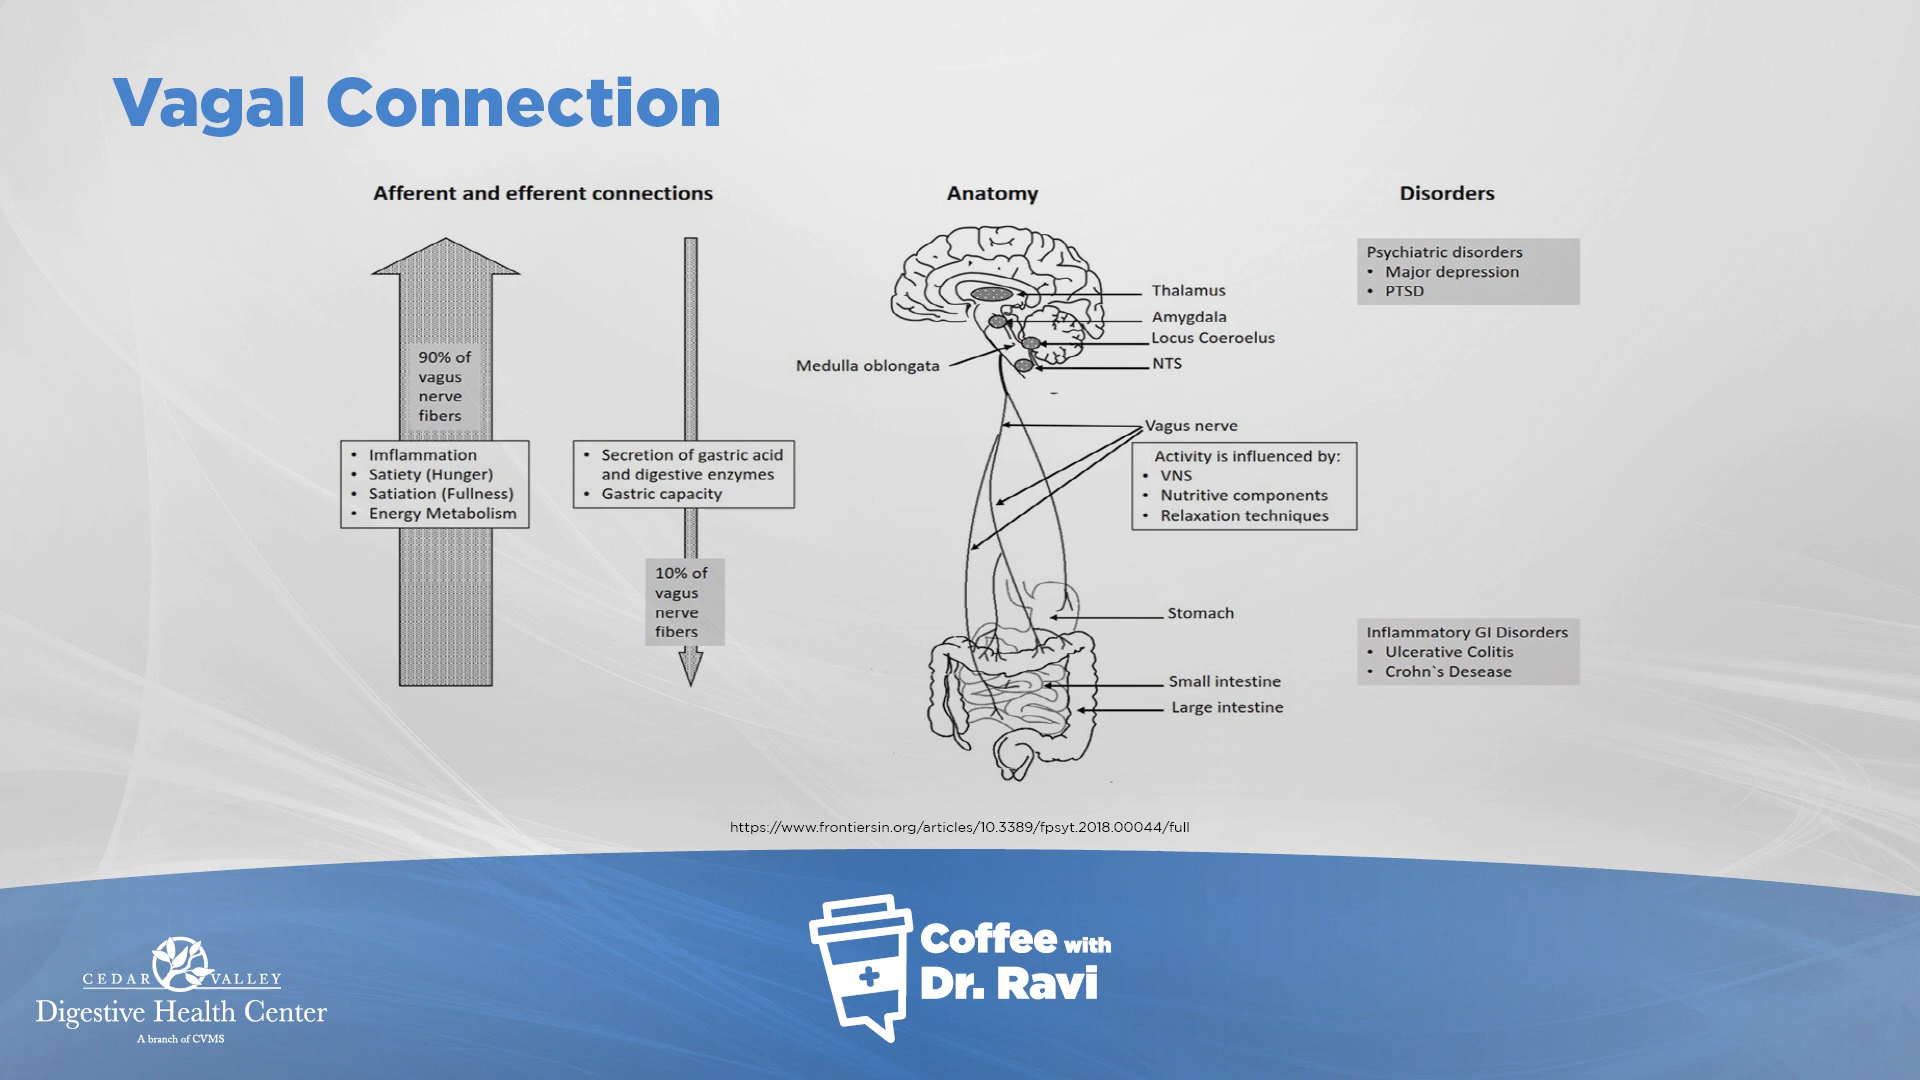 Vagal Connection
Afferent and efferent connections
90% of
vagus
nerve
fibers
• Imflammation
• Satiety (Hunger)
• Satiation (Fullness)
• Energy Metabolism
• Secretion of gastric acid
and digestive enzymes
• Gastric capacity
10% of
vagus
nerve
fibers
Anatomy
Thalamus
Amygdala
Locus Coeroelus
NTS
Medulla oblongata
Vagus nerve
Activity is influenced by:
• VNS
• Nutritive components
• Relaxation techniques
Stomach
Small intestine
Large intestine
Disorders
Psychiatric disorders
• Major depression
• PTSD
Inflammatory GI Disorders
• Ulcerative Colitis
• Crohn`s Desease
https://www.frontiersin.org/articles/10.3389/fpsyt.2018.00044/full
CEDAR VALLEY
Digestive Health Center
A branch of CVMS
Coffee with
Dr. Ravi